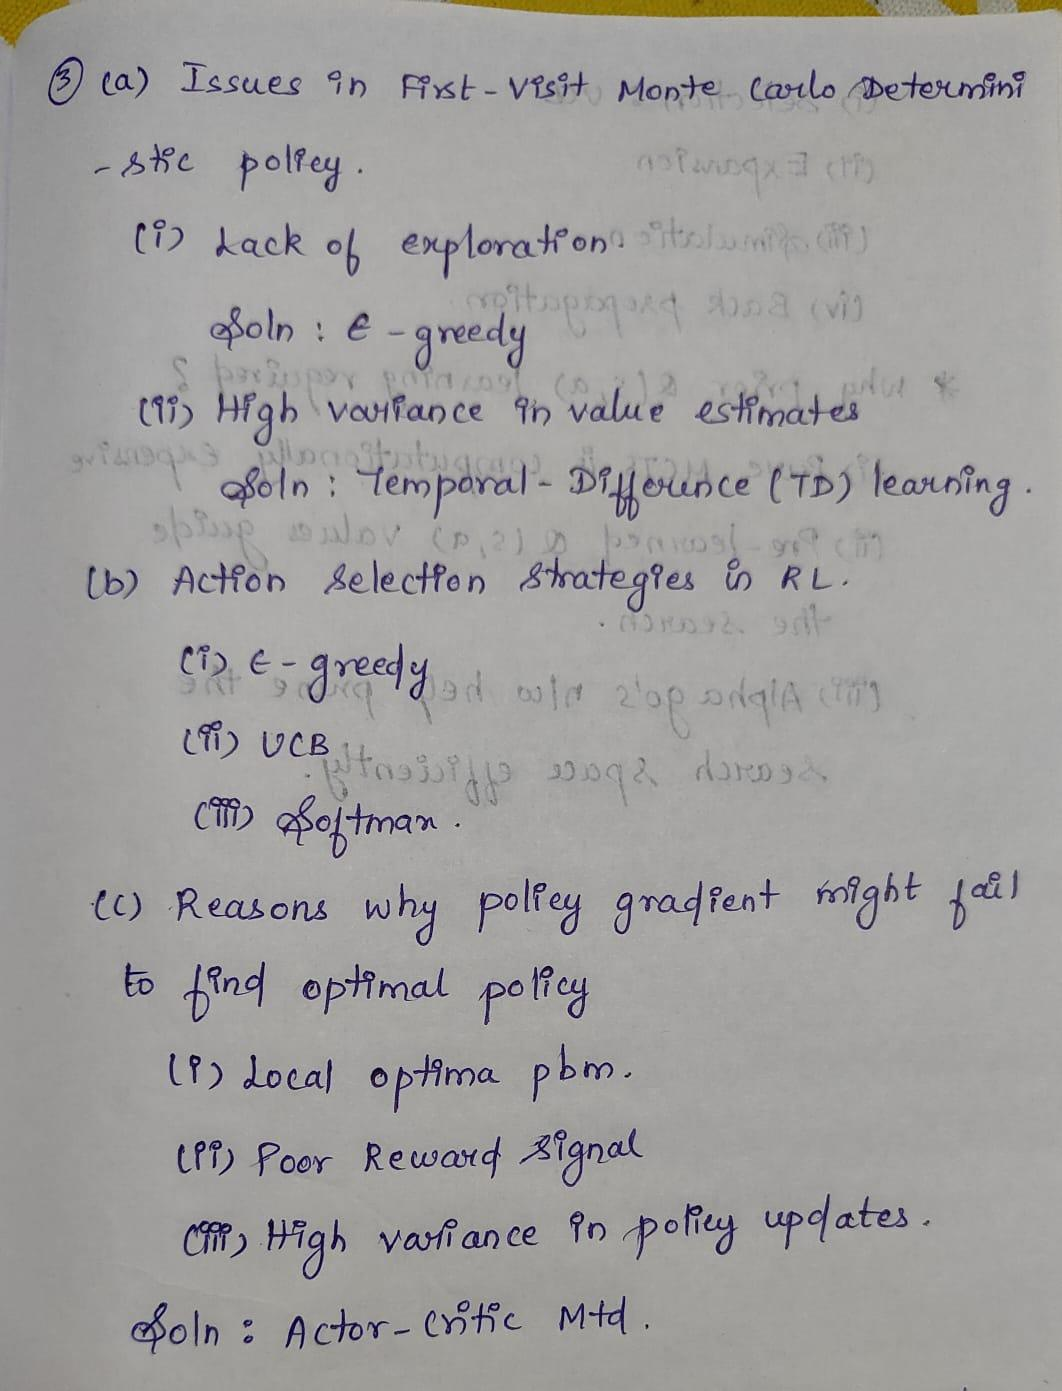 ③ (a) Issues in First-Visit Monte Carlo Determini
-stic policy.
(i) Lack of exploration
Soln : ε-greedy
(ii) High variance in value estimates
Soln : Temporal-Difference (TD) learning.
(b) Action Selection Strategies in RL.
(i) ε-greedy
(ii) UCB
(iii) Softmax.
(c) Reasons why policy gradient might fail
to find optimal policy
(i) Local optima pbm.
(ii) Poor Reward Signal
(iii) High variance in policy updates.
Soln : Actor-Critic Mtd.